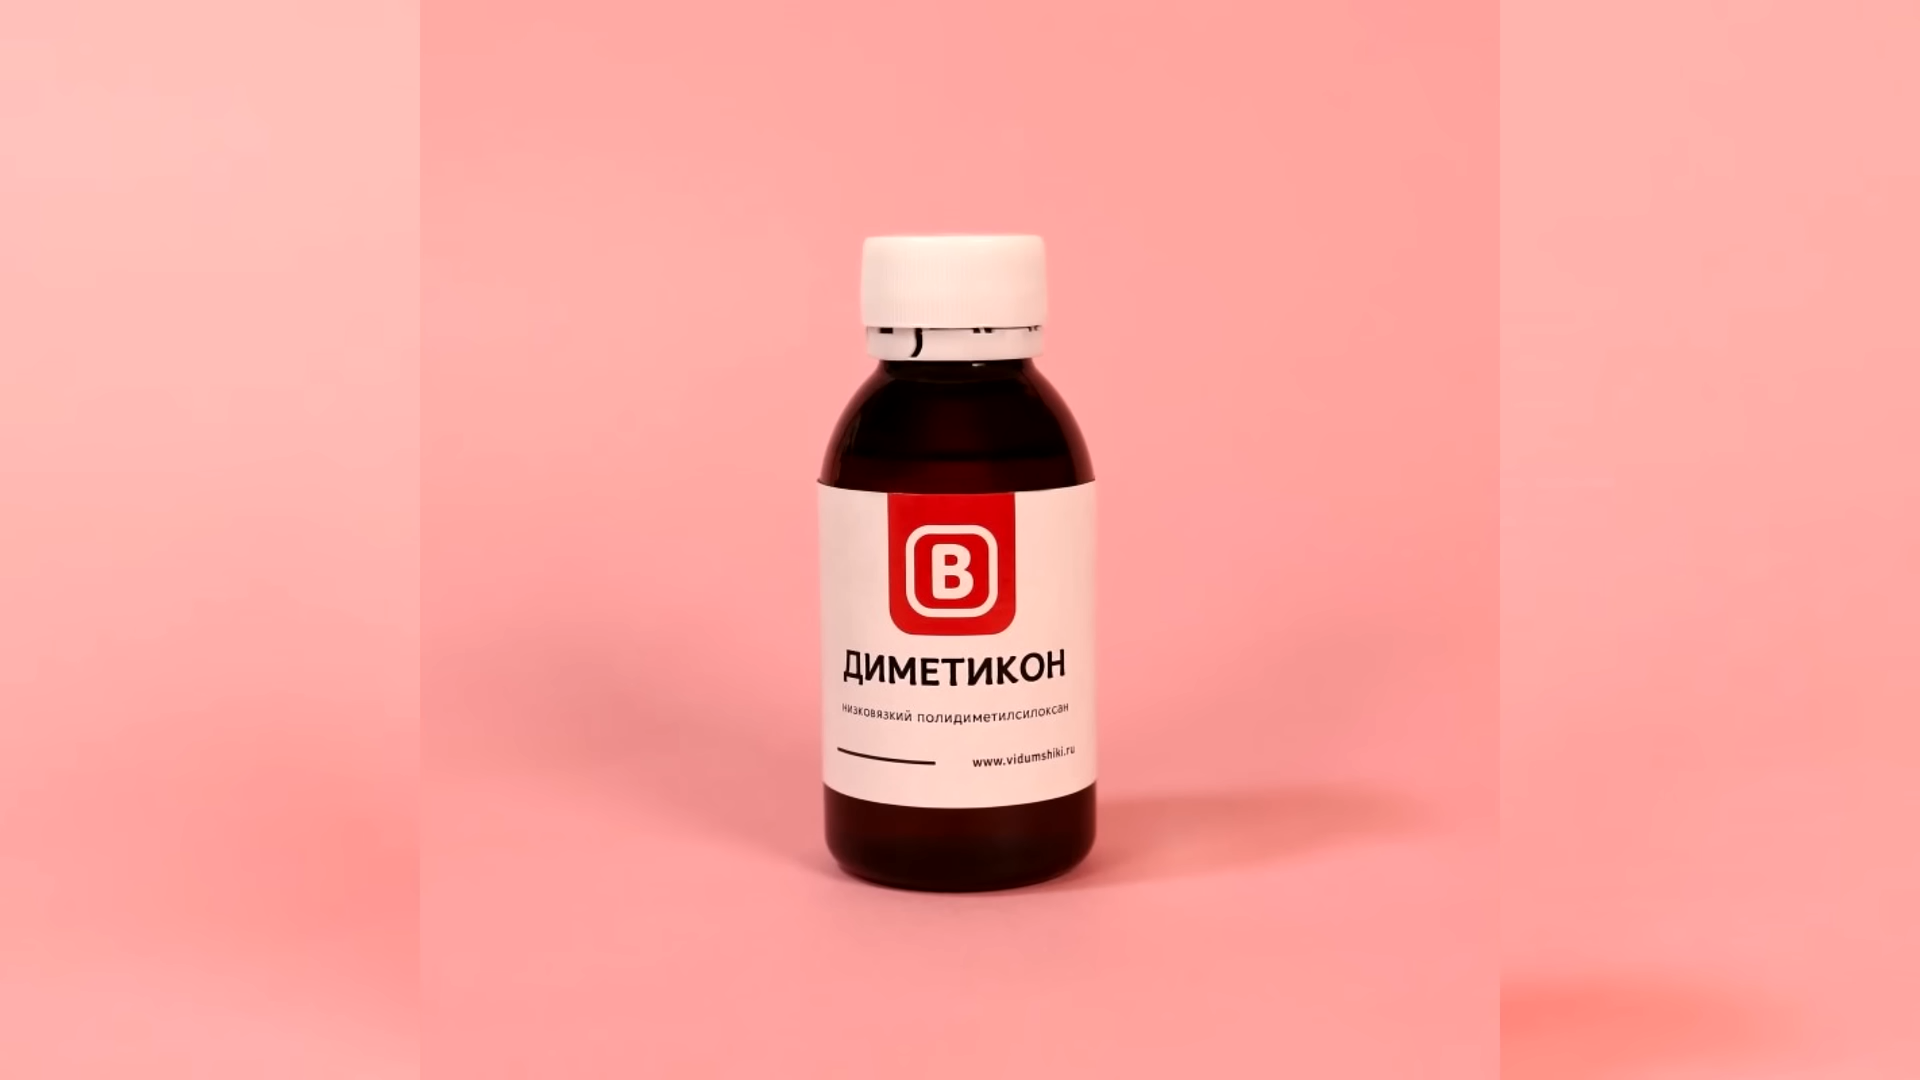 В
ДИМЕТИКОН
низковязкий полидиметилсилоксан
www.vidumshiki.ru